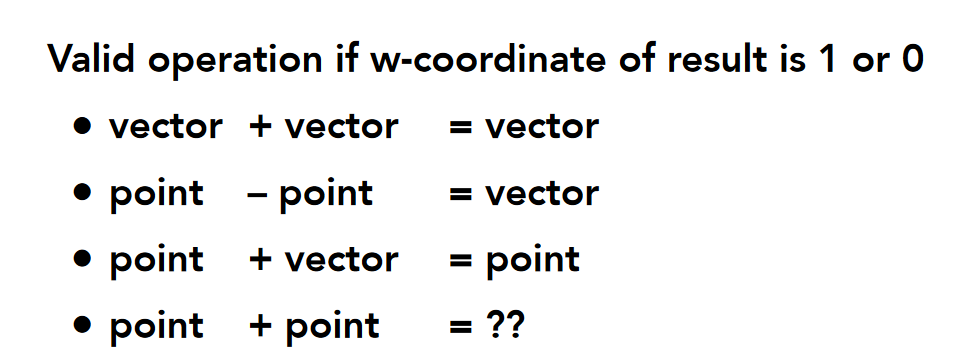 Valid operation if w-coordinate of result is 1 or 0
• vector + vector = vector
• point – point = vector
• point + vector = point
• point + point = ??